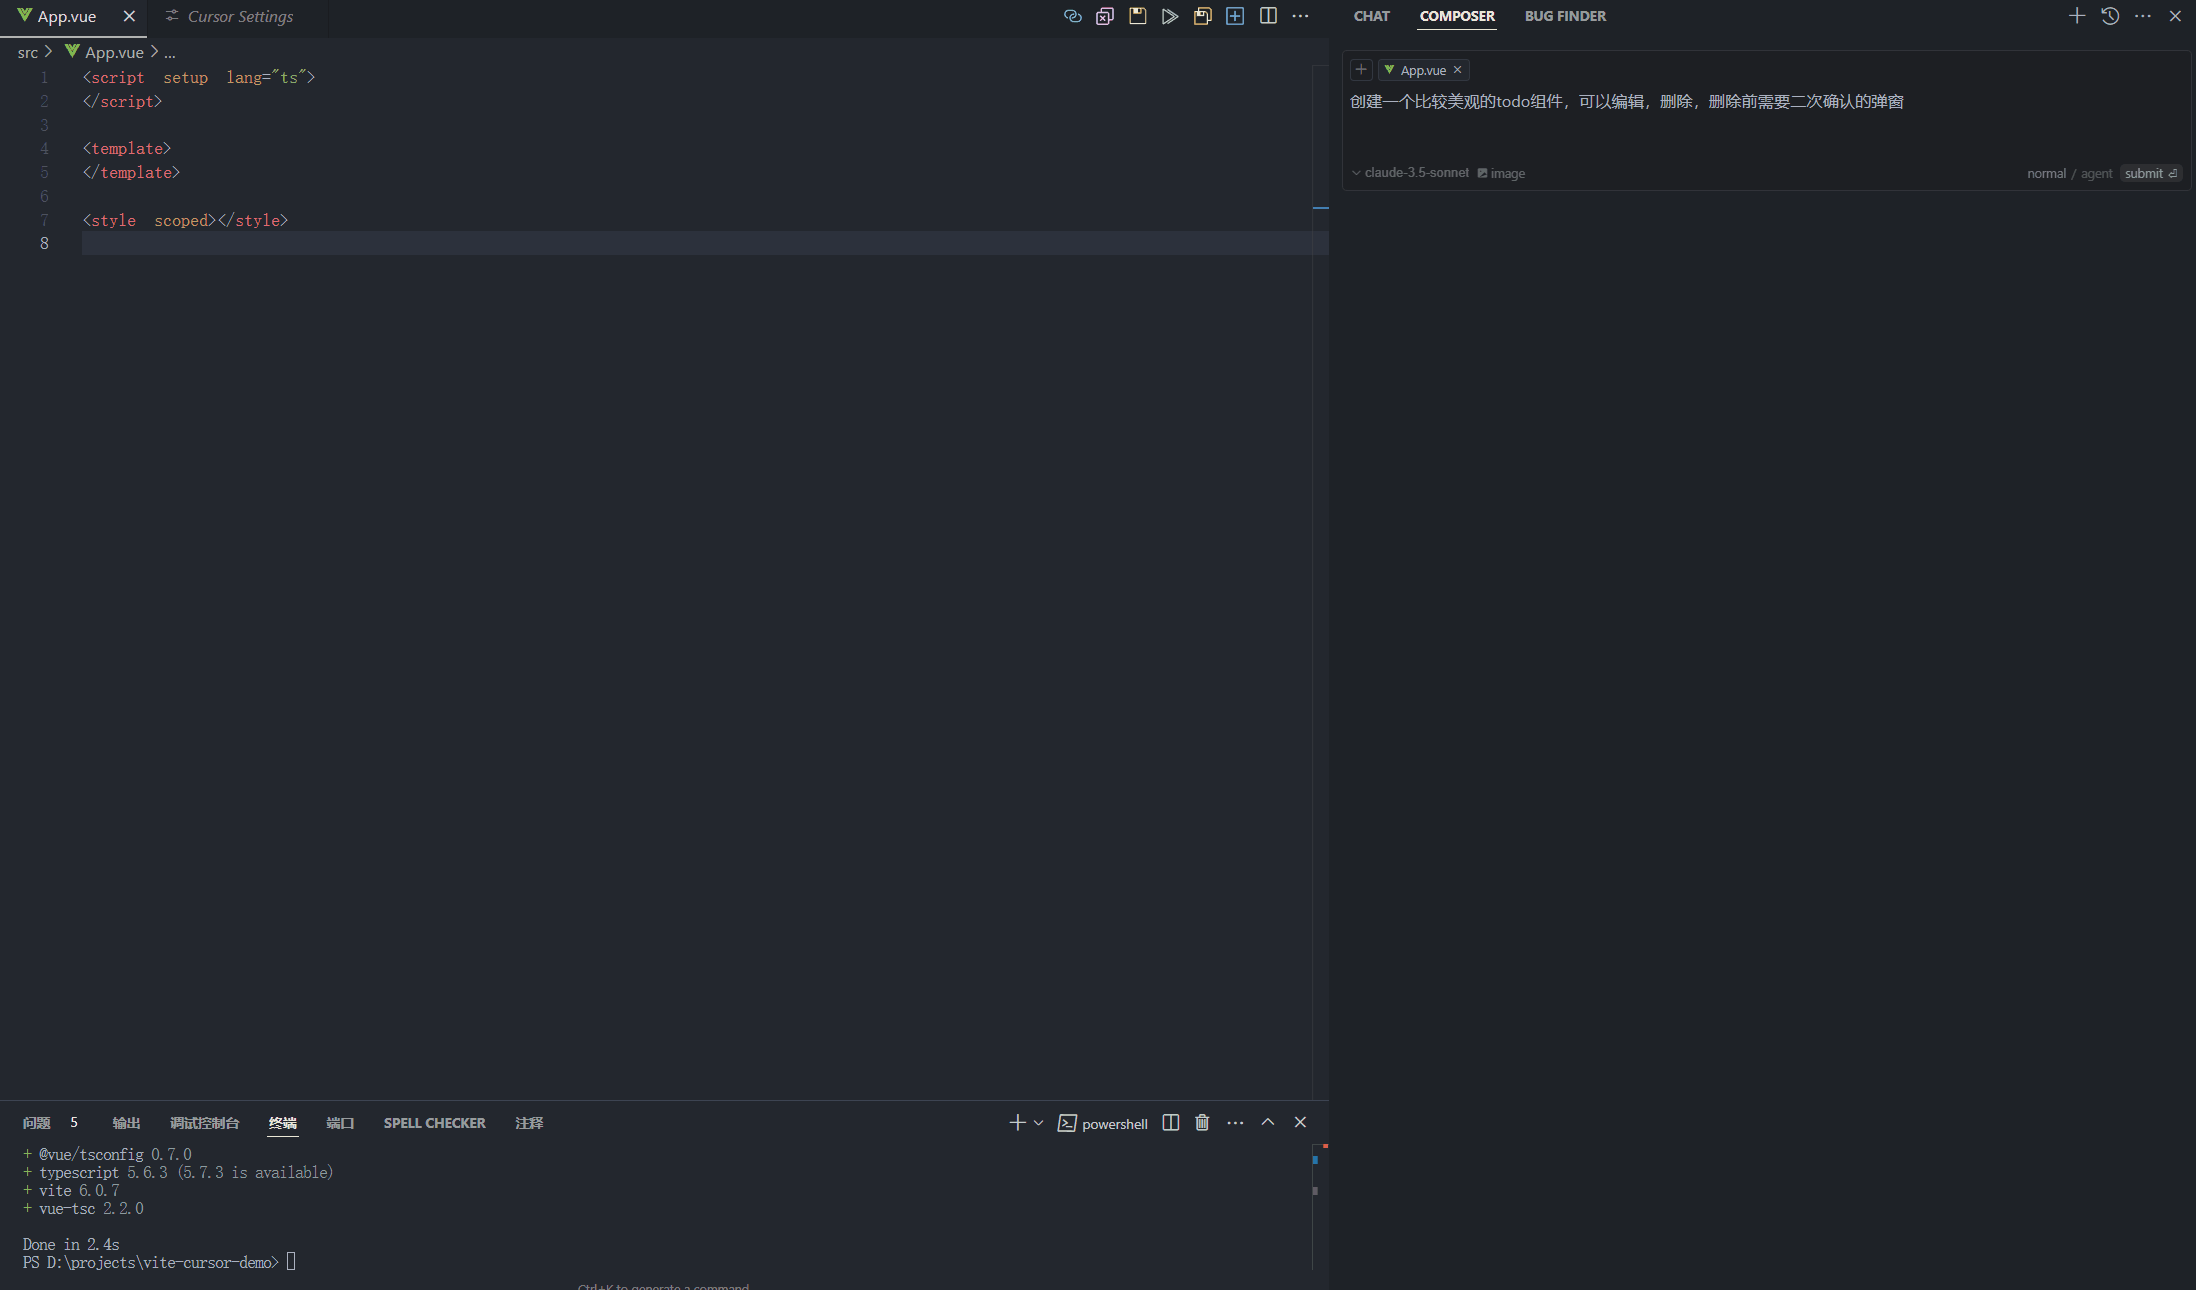 App.vue
Cursor Settings
src > App.vue > ...
1 <script setup lang="ts">
2 </script>
3
4 <template>
5 </template>
6
7 <style scoped></style>
8
CHAT COMPOSER BUG FINDER
App.vue
创建一个比较美观的todo组件，可以编辑，删除，删除前需要二次确认的弹窗
claude-3.5-sonnet image
normal / agent submit
问题 5 输出 调试控制台 终端 端口 SPELL CHECKER 注释
powershell
+ @vue/tsconfig 0.7.0
+ typescript 5.6.3 (5.7.3 is available)
+ vite 6.0.7
+ vue-tsc 2.2.0
Done in 2.4s
PS D:\projects\vite-cursor-demo>
Ctrl+K to generate a command